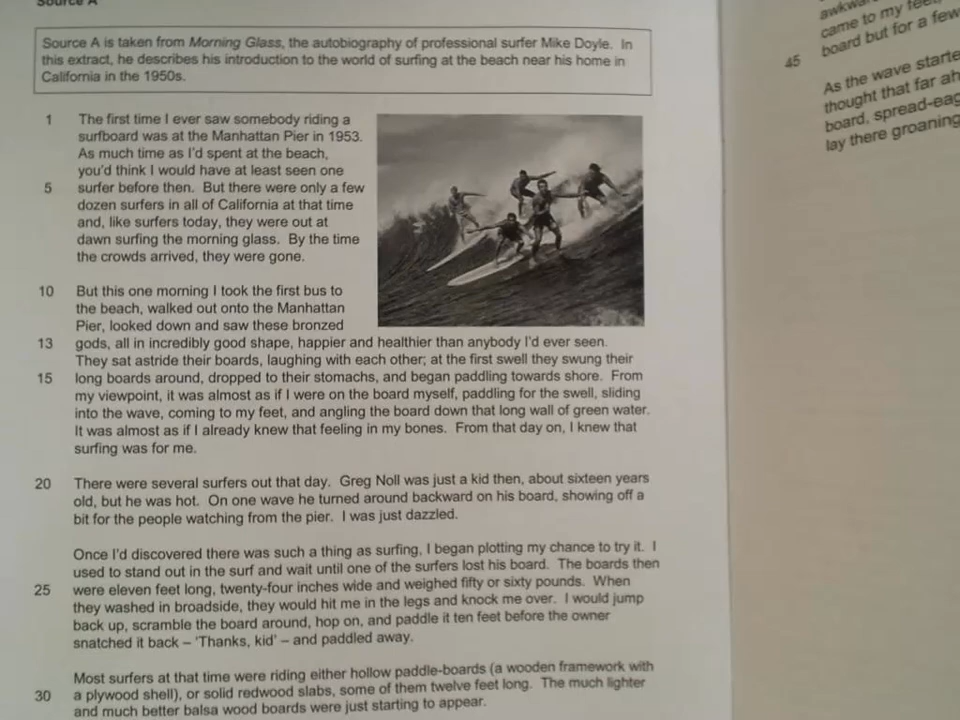 Source A
Source A is taken from Morning Glass, the autobiography of professional surfer Mike Doyle. In
this extract, he describes his introduction to the world of surfing at the beach near his home in
California in the 1950s.
1 The first time I ever saw somebody riding a
surfboard was at the Manhattan Pier in 1953.
As much time as I'd spent at the beach,
you'd think I would have at least seen one
5 surfer before then. But there were only a few
dozen surfers in all of California at that time
and, like surfers today, they were out at
dawn surfing the morning glass. By the time
the crowds arrived, they were gone.
10 But this one morning I took the first bus to
the beach, walked out onto the Manhattan
Pier, looked down and saw these bronzed
13 gods, all in incredibly good shape, happier and healthier than anybody I'd ever seen.
They sat astride their boards, laughing with each other; at the first swell they swung their
15 long boards around, dropped to their stomachs, and began paddling towards shore. From
my viewpoint, it was almost as if I were on the board myself, paddling for the swell, sliding
into the wave, coming to my feet, and angling the board down that long wall of green water.
It was almost as if I already knew that feeling in my bones. From that day on, I knew that
surfing was for me.
20 There were several surfers out that day. Greg Noll was just a kid then, about sixteen years
old, but he was hot. On one wave he turned around backward on his board, showing off a
bit for the people watching from the pier. I was just dazzled.
Once I'd discovered there was such a thing as surfing, I began plotting my chance to try it. I
used to stand out in the surf and wait until one of the surfers lost his board. The boards then
25 were eleven feet long, twenty-four inches wide and weighed fifty or sixty pounds. When
they washed in broadside, they would hit me in the legs and knock me over. I would jump
back up, scramble the board around, hop on, and paddle it ten feet before the owner
snatched it back – 'Thanks, kid' – and paddled away.
Most surfers at that time were riding either hollow paddle-boards (a wooden framework with
30 a plywood shell), or solid redwood slabs, some of them twelve feet long. The much lighter
and much better balsa wood boards were just starting to appear.
came to my feet,
45 board but for a few
As the wave starte
thought that far ah
board, spread-eag
lay there groaning